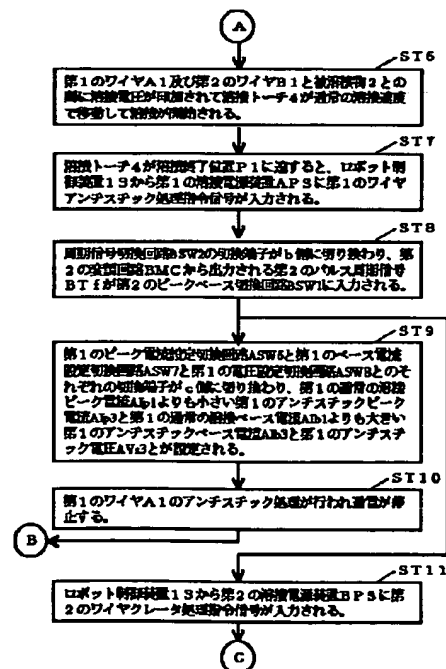 A
ST6
第1のワイヤA1及び第2のワイヤB1と被溶接物2との
間に溶接電圧が印加されて溶接トーチ4が通常の溶接速度
で移動して溶接が開始される。
ST7
溶接トーチ4が溶接終了位置P1に達すると、ロボット制
御装置13から第1の溶接電源装置APSに第1のワイヤ
アンチスチック処理指令信号が入力される。
ST8
周期信号切換回路BSW2の切換端子がb側に切り換わり、第
2の変調回路BMCから出力される第2のパルス周期信号
BTfが第2のピークベース切換回路BSW1に入力される。
ST9
第1のピーク電流設定切換回路ASW6と第1のベース電流
設定切換回路ASW7と第1の電圧設定切換回路ASW8とのそ
れぞれの切換端子がc側に切り換わり、第1の通常の溶接
ピーク電流AIp1よりも小さい第1のアンチスチックピーク
電流AIp3と第1の通常の溶接ベース電流AIb1よりも大きい
第1のアンチスチックベース電流AIb3と第1のアンチスチ
ック電圧AVs3とが設定される。
ST10
第1のワイヤA1のアンチスチック処理が行われ通電が停
止する。
B
ST11
ロボット制御装置13から第2の溶接電源装置BPSに第
2のワイヤクレータ処理指令信号が入力される。
C